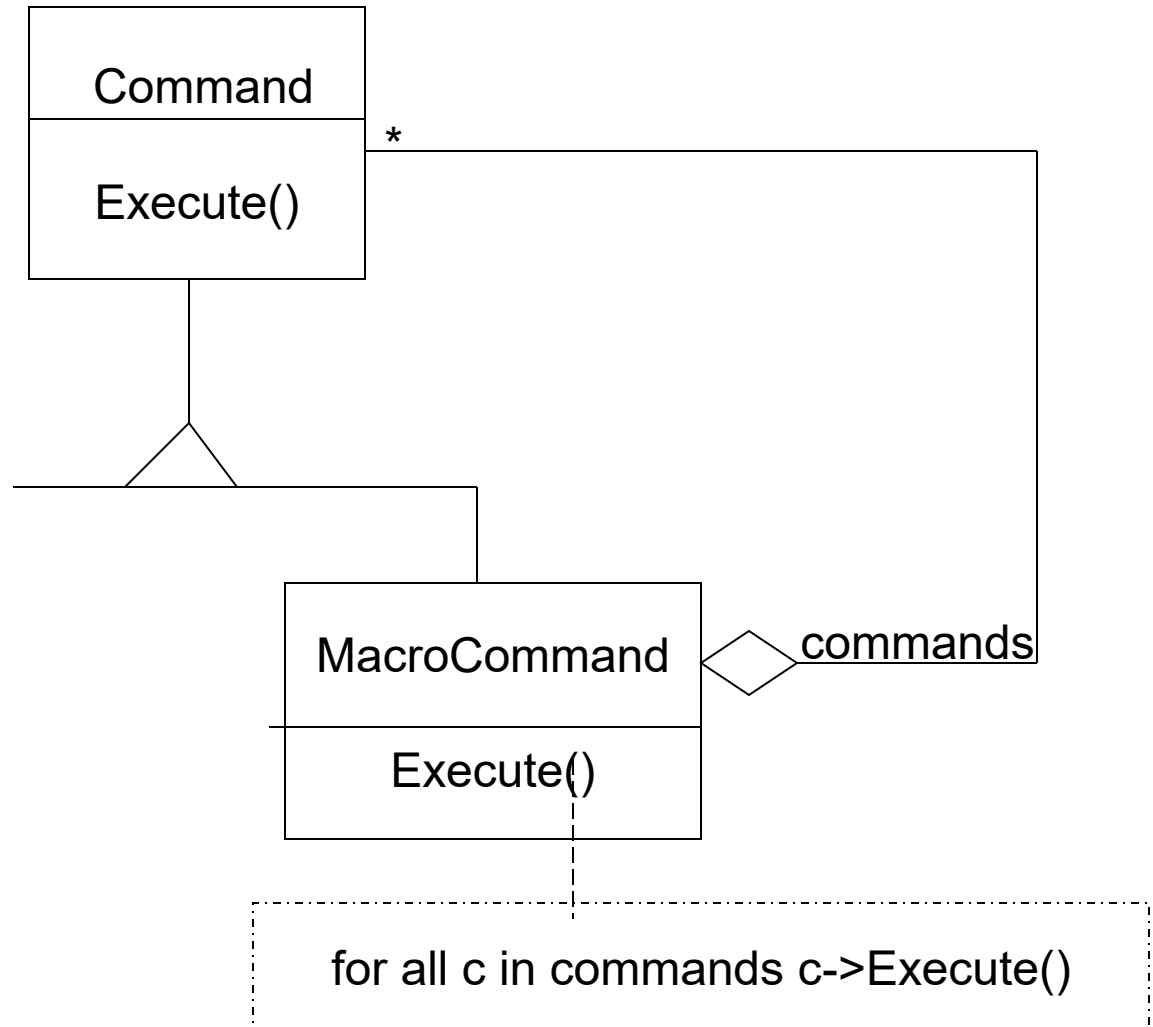 Command
*
Execute()
MacroCommand
commands
Execute()
for all c in commands c->Execute()